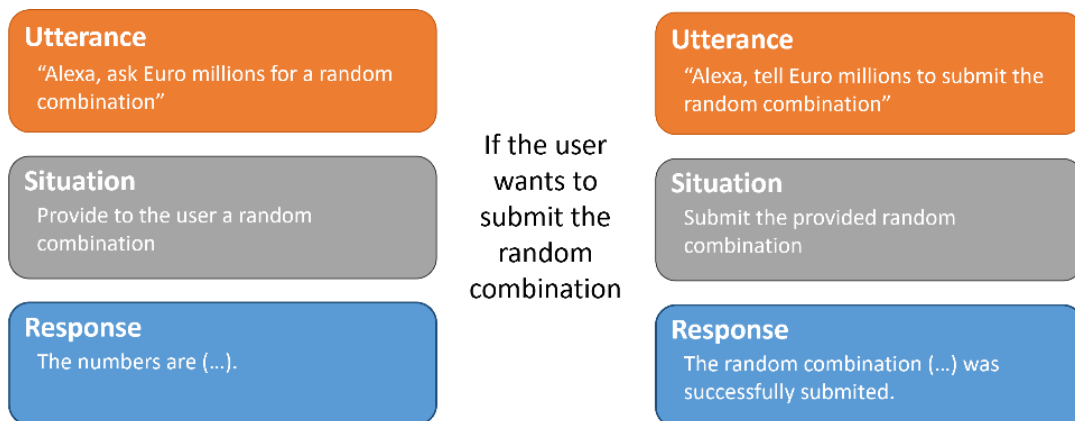 Utterance
“Alexa, ask Euro millions for a random
combination”
Situation
Provide to the user a random
combination
Response
The numbers are (...).
If the user
wants to
submit the
random
combination
Utterance
“Alexa, tell Euro millions to submit the
random combination”
Situation
Submit the provided random
combination
Response
The random combination (...) was
successfully submited.